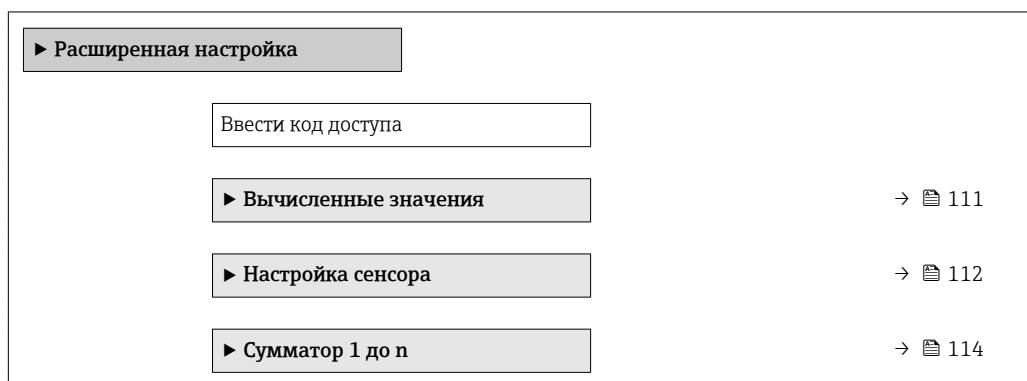 ▶ Расширенная настройка
Ввести код доступа
▶ Вычисленные значения → 111
▶ Настройка сенсора → 112
▶ Сумматор 1 до n → 114